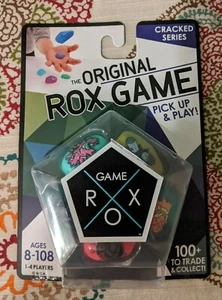 CRACKED
SERIES
THE ORIGINAL
ROX GAME
PICK UP
& PLAY!
GAME
R X
O
AGES
8-108
1-4 PLAYERS
100+
TO TRADE
& COLLECT!